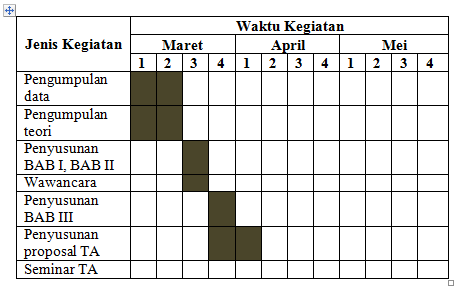 Jenis Kegiatan
Waktu Kegiatan
Maret April Mei
1 2 3 4 1 2 3 4 1 2 3 4
Pengumpulan
data
Pengumpulan
teori
Penyusunan
BAB I, BAB II
Wawancara
Penyusunan
BAB III
Penyusunan
proposal TA
Seminar TA